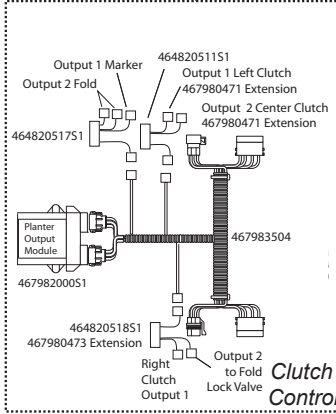 464820511S1
Output 1 Marker
Output 2 Fold
Output 1 Left Clutch
467980471 Extension
Output 2 Center Clutch
467980471 Extension
464820517S1
Planter
Output
Module
467983504
467982000S1
464820518S1
467980473 Extension
Right
Clutch
Output 1
Output 2
to Fold
Lock Valve
Clutch
Control